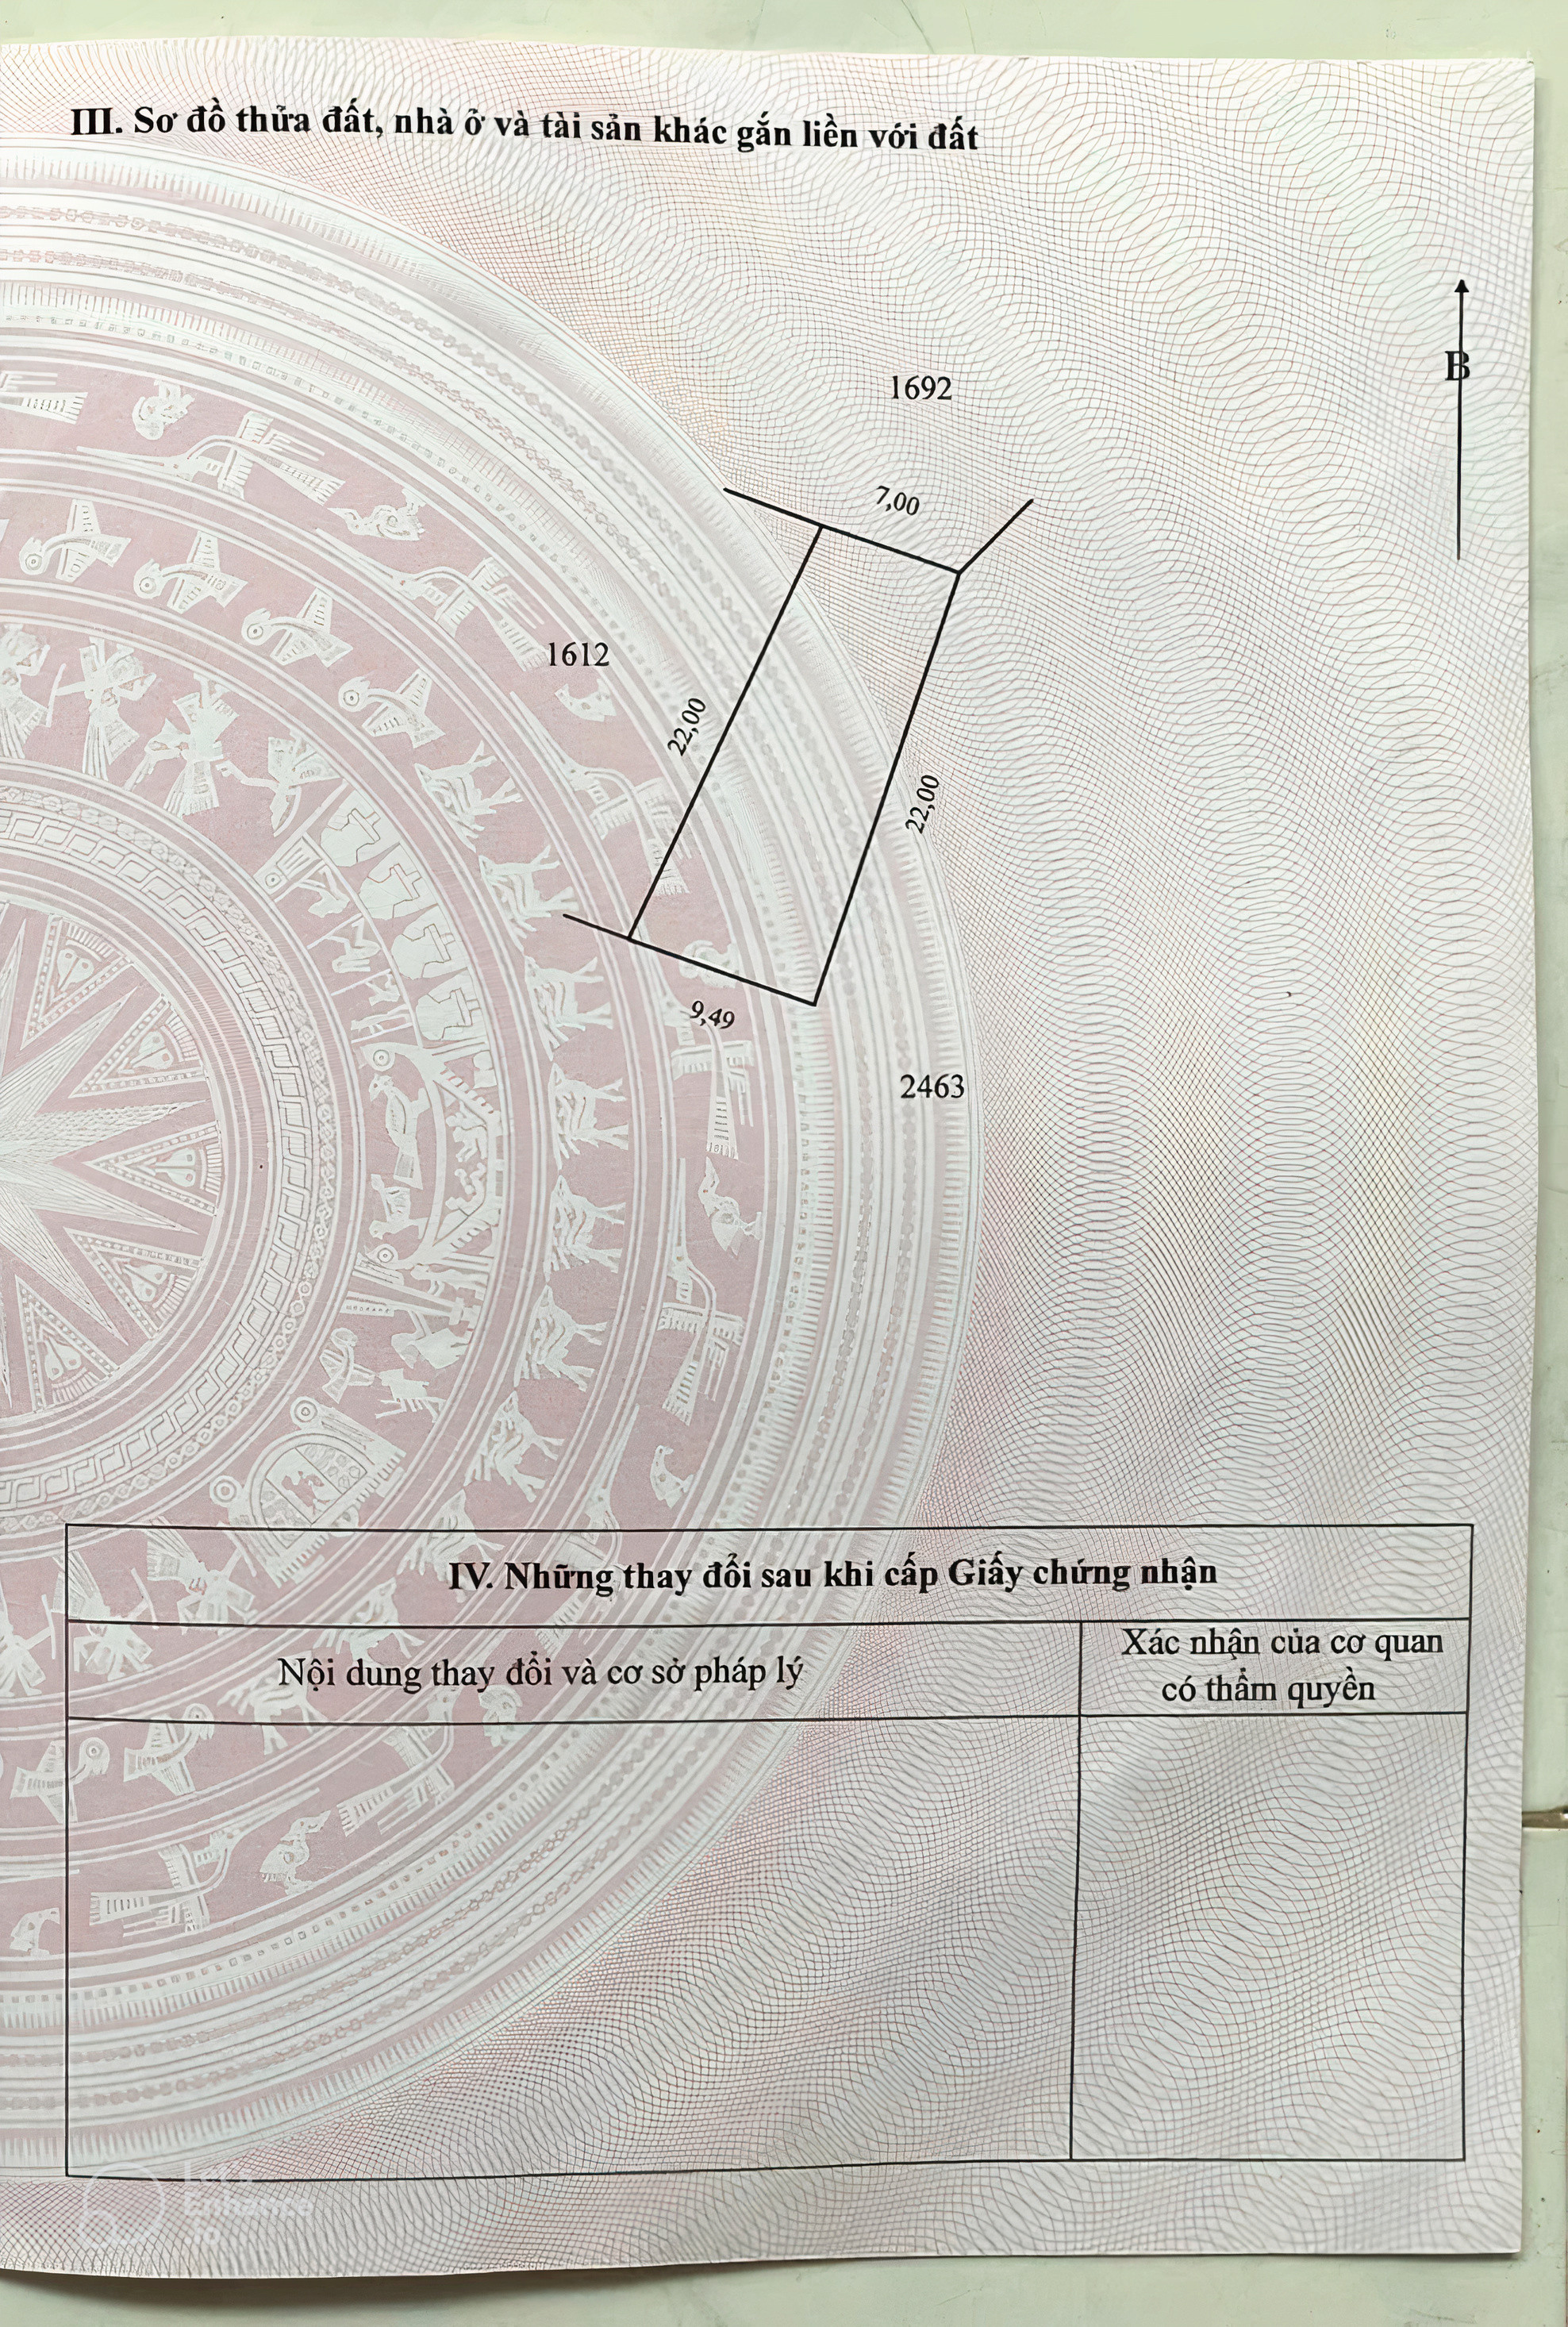 III. Sơ đồ thửa đất, nhà ở và tài sản khác gắn liền với đất
B
1692
7,00
1612
22,00
22,00
9,49
2463
IV. Những thay đổi sau khi cấp Giấy chứng nhận
Nội dung thay đổi và cơ sở pháp lý
Xác nhận của cơ quan
có thẩm quyền
Enhance